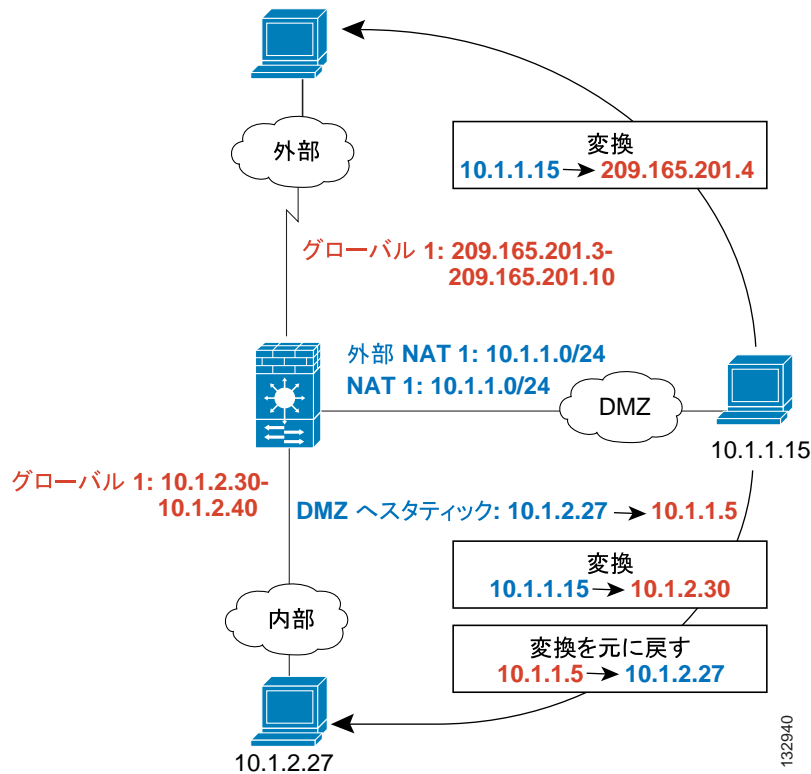 外部
変換
10.1.1.15 → 209.165.201.4
グローバル 1: 209.165.201.3-
209.165.201.10
外部 NAT 1: 10.1.1.0/24
NAT 1: 10.1.1.0/24
DMZ
10.1.1.15
グローバル 1: 10.1.2.30-
10.1.2.40
DMZ へスタティック: 10.1.2.27 → 10.1.1.5
変換
10.1.1.15 → 10.1.2.30
内部
変換を元に戻す
10.1.1.5 → 10.1.2.27
10.1.2.27
132940